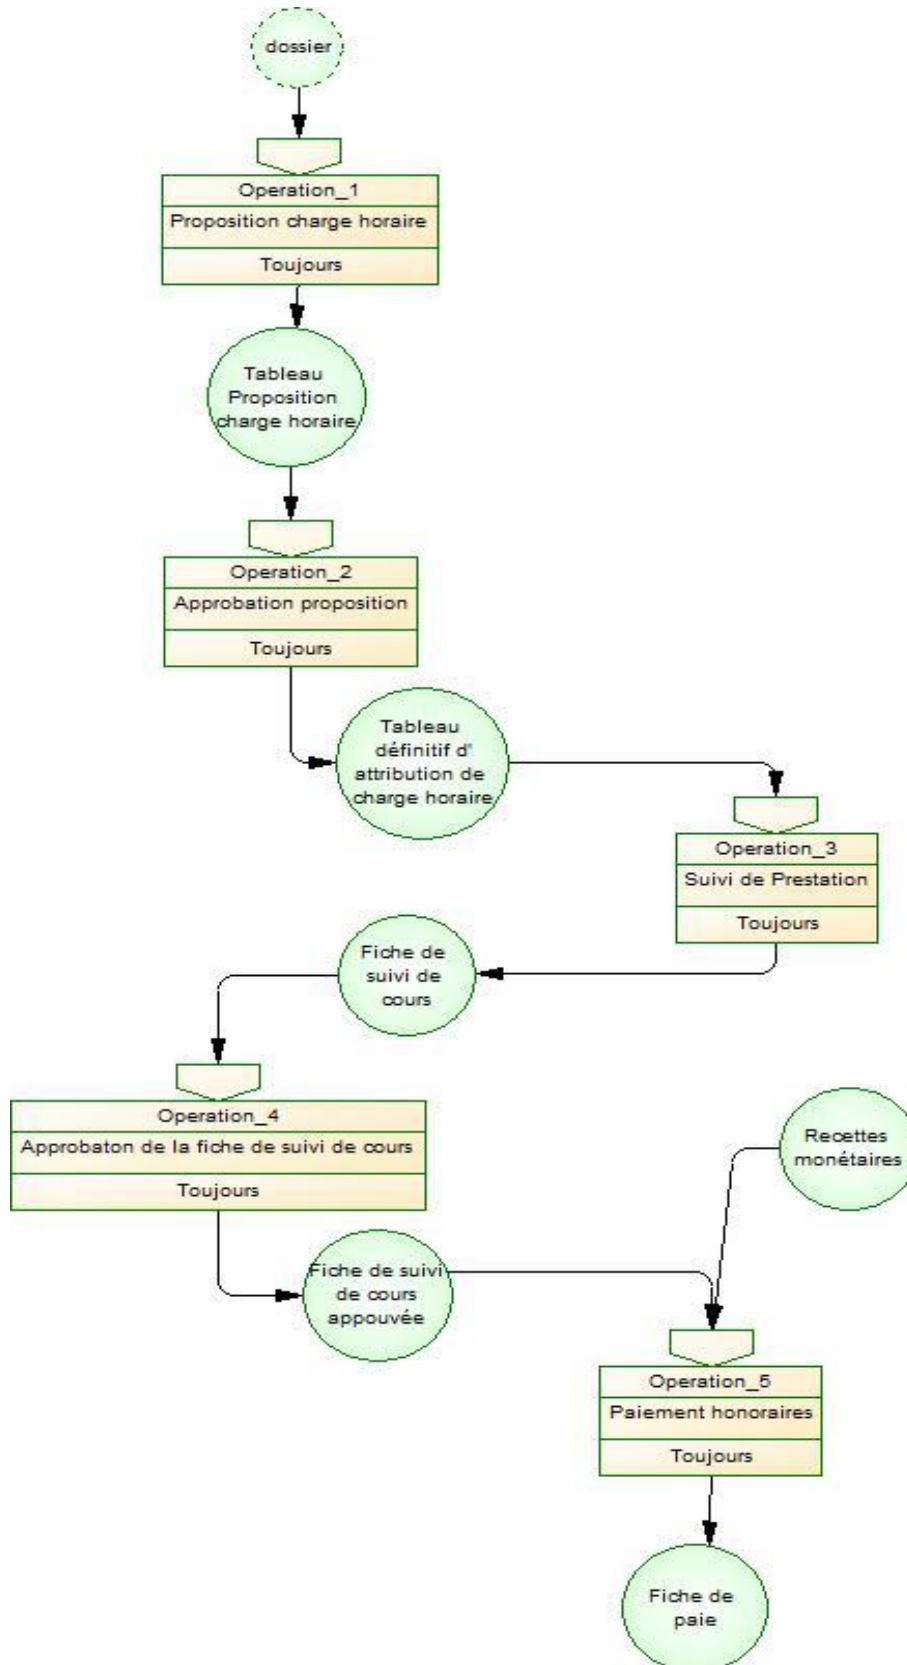 dossier
Operation_1
Proposition charge horaire
Toujours
Tableau
Proposition
charge horaire
Operation_2
Approbation proposition
Toujours
Tableau
définitif d'
attribution de
charge horaire
Operation_3
Suivi de Prestation
Toujours
Fiche de
suivi de
cours
Operation_4
Approbaton de la fiche de suivi de cours
Toujours
Recettes
monétaires
Fiche de suivi
de cours
appouvée
Operation_5
Paiement honoraires
Toujours
Fiche de
paie